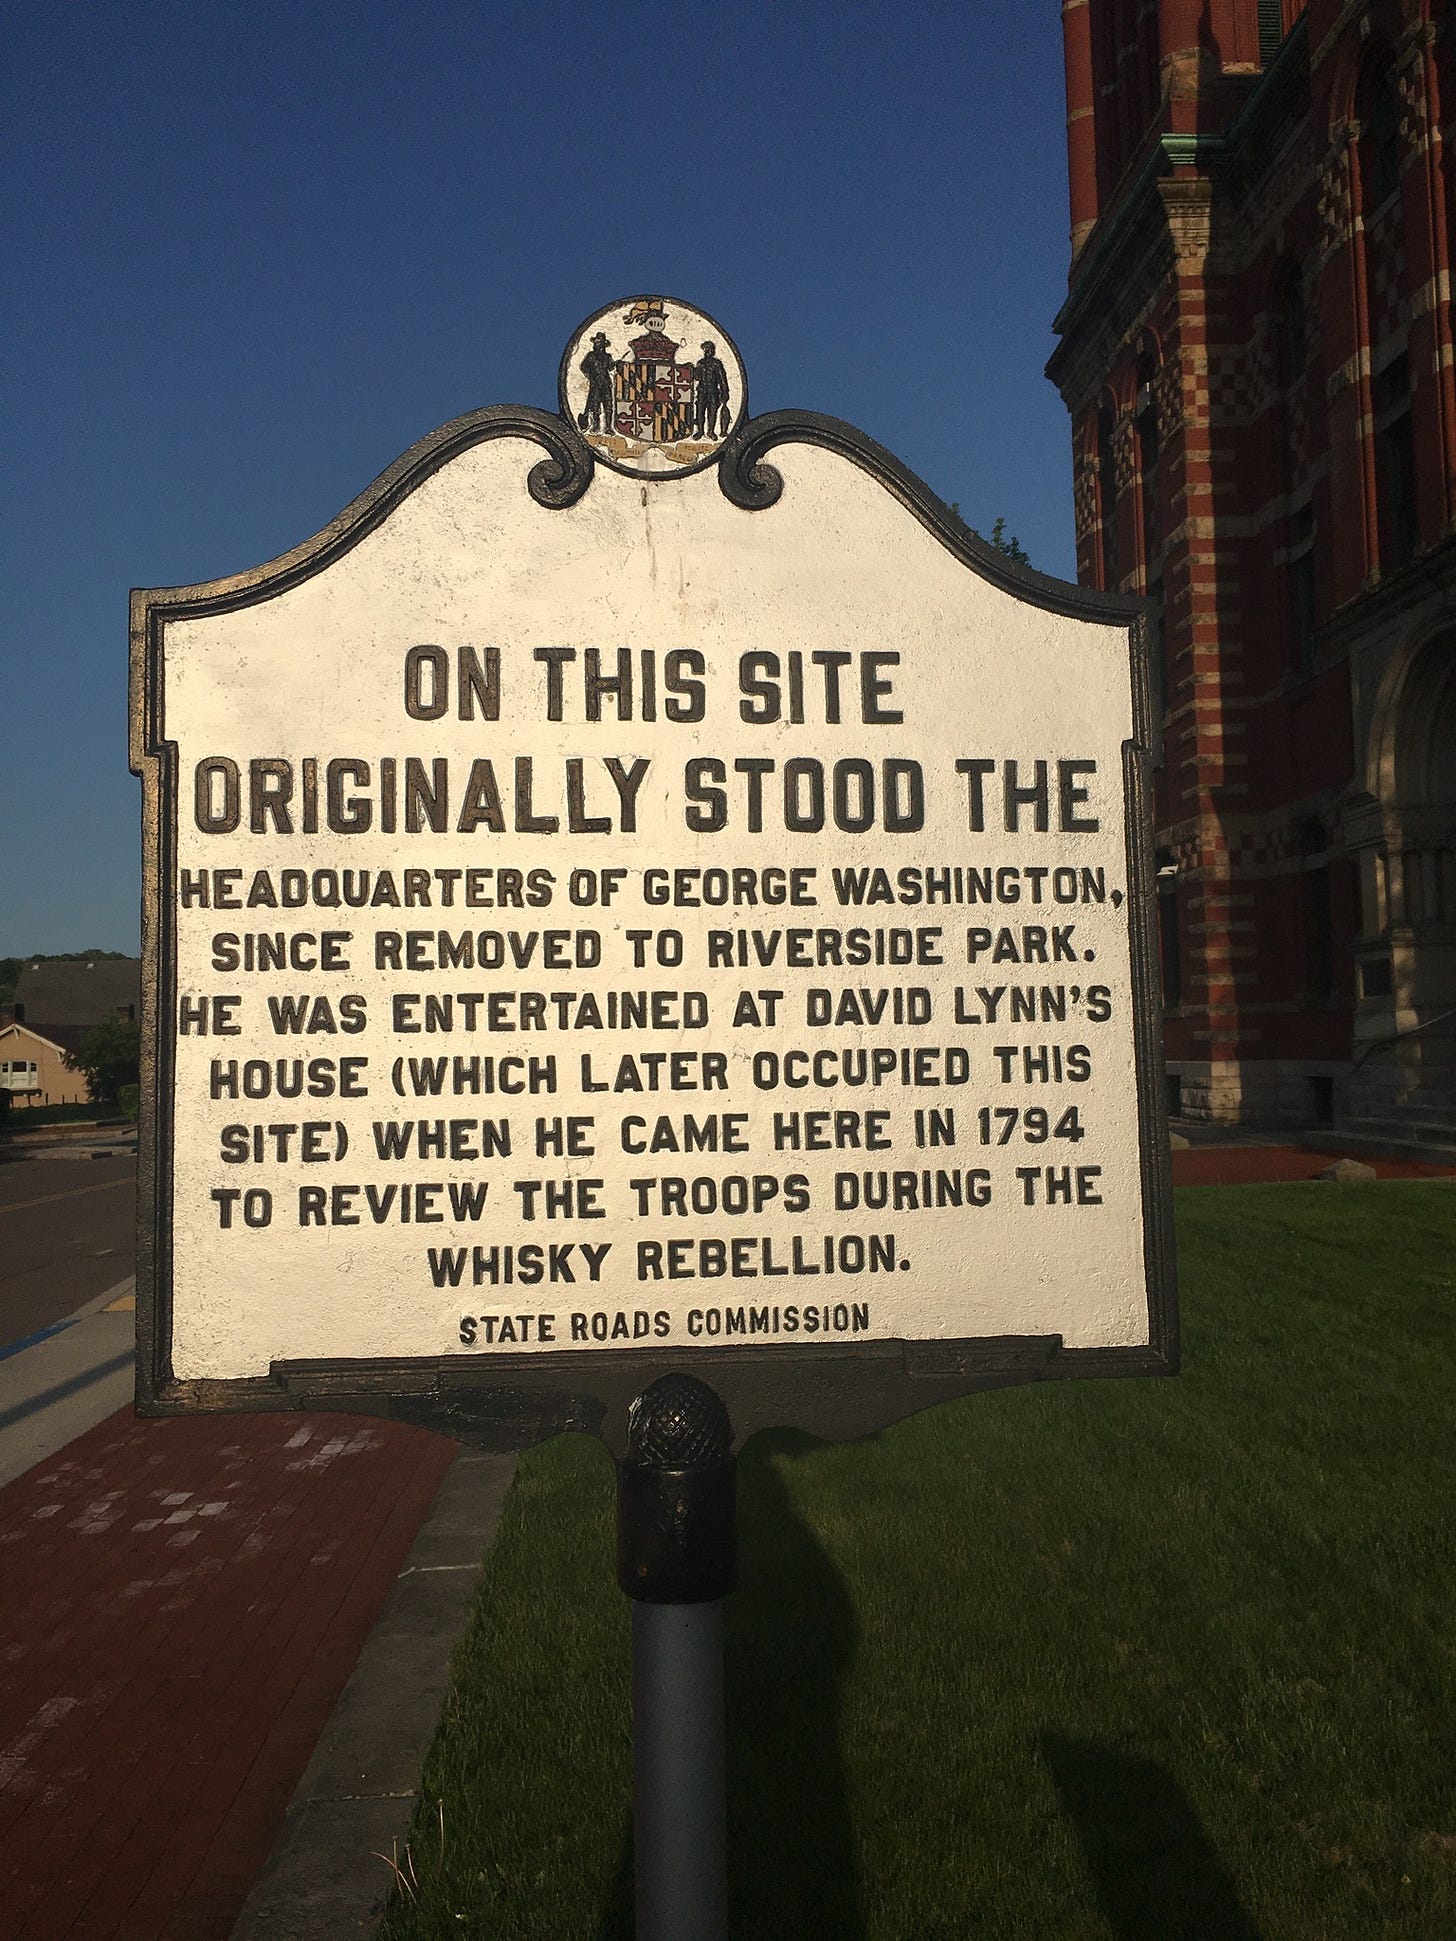 ON THIS SITE
ORIGINALLY STOOD THE
HEADQUARTERS OF GEORGE WASHINGTON,
SINCE REMOVED TO RIVERSIDE PARK.
HE WAS ENTERTAINED AT DAVID LYNN'S
HOUSE (WHICH LATER OCCUPIED THIS
SITE) WHEN HE CAME HERE IN 1794
TO REVIEW THE TROOPS DURING THE
WHISKY REBELLION.
STATE ROADS COMMISSION